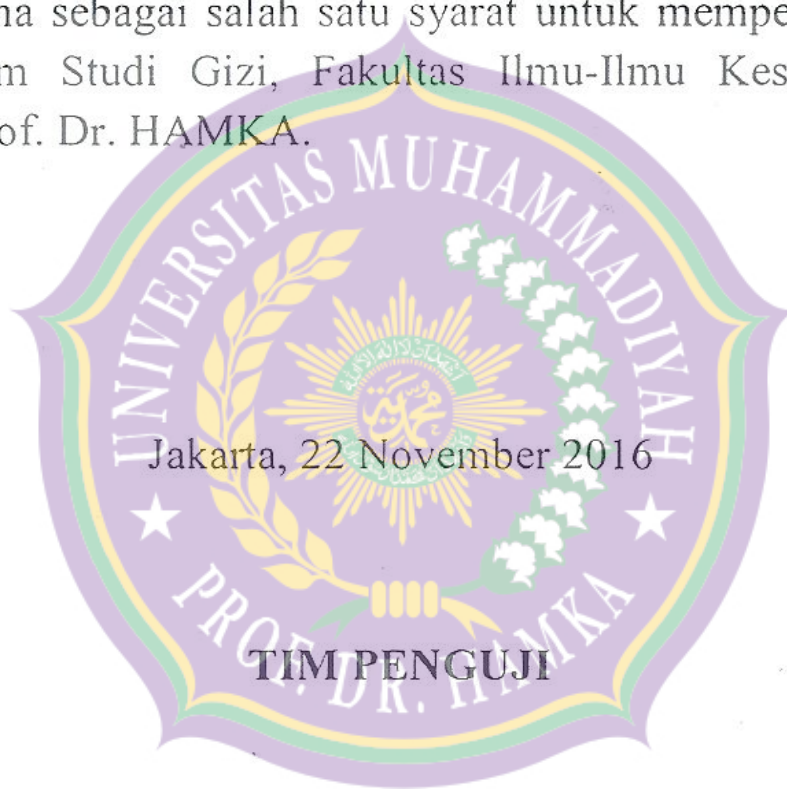 na sebagai salah satu syarat untuk mempe
m Studi Gizi, Fakultas Ilmu-Ilmu Kes
of. Dr. HAMKA.
UNIVERSITAS MUHAMMADIYAH
محمدية
Jakarta, 22 November 2016
PROF. DR. HAMKA
TIM PENGUJI